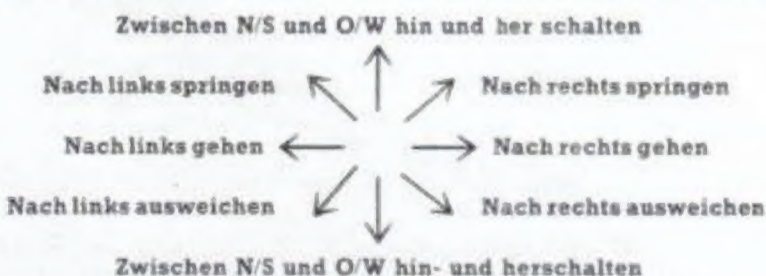 Zwischen N/S und O/W hin und her schalten
Nach links springen Nach rechts springen
Nach links gehen Nach rechts gehen
Nach links ausweichen Nach rechts ausweichen
Zwischen N/S und O/W hin- und herschalten